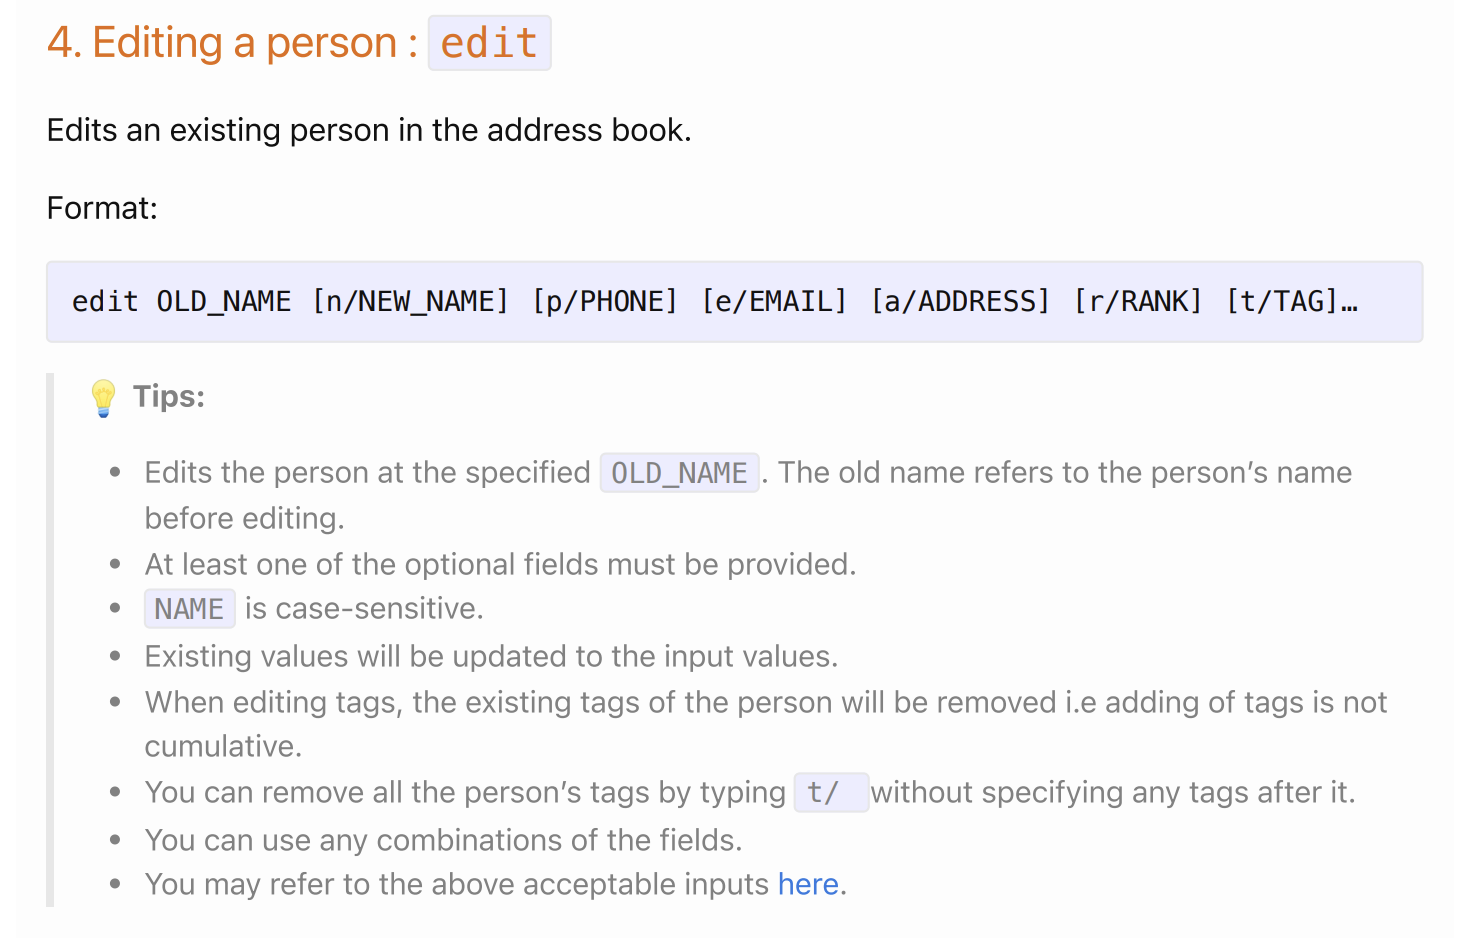 4. Editing a person : edit
Edits an existing person in the address book.
Format:
edit OLD_NAME [n/NEW_NAME] [p/PHONE] [e/EMAIL] [a/ADDRESS] [r/RANK] [t/TAG]…
💡 Tips:
• Edits the person at the specified OLD_NAME. The old name refers to the person’s name
before editing.
• At least one of the optional fields must be provided.
• NAME is case-sensitive.
• Existing values will be updated to the input values.
• When editing tags, the existing tags of the person will be removed i.e adding of tags is not
cumulative.
• You can remove all the person’s tags by typing t/ without specifying any tags after it.
• You can use any combinations of the fields.
• You may refer to the above acceptable inputs here.